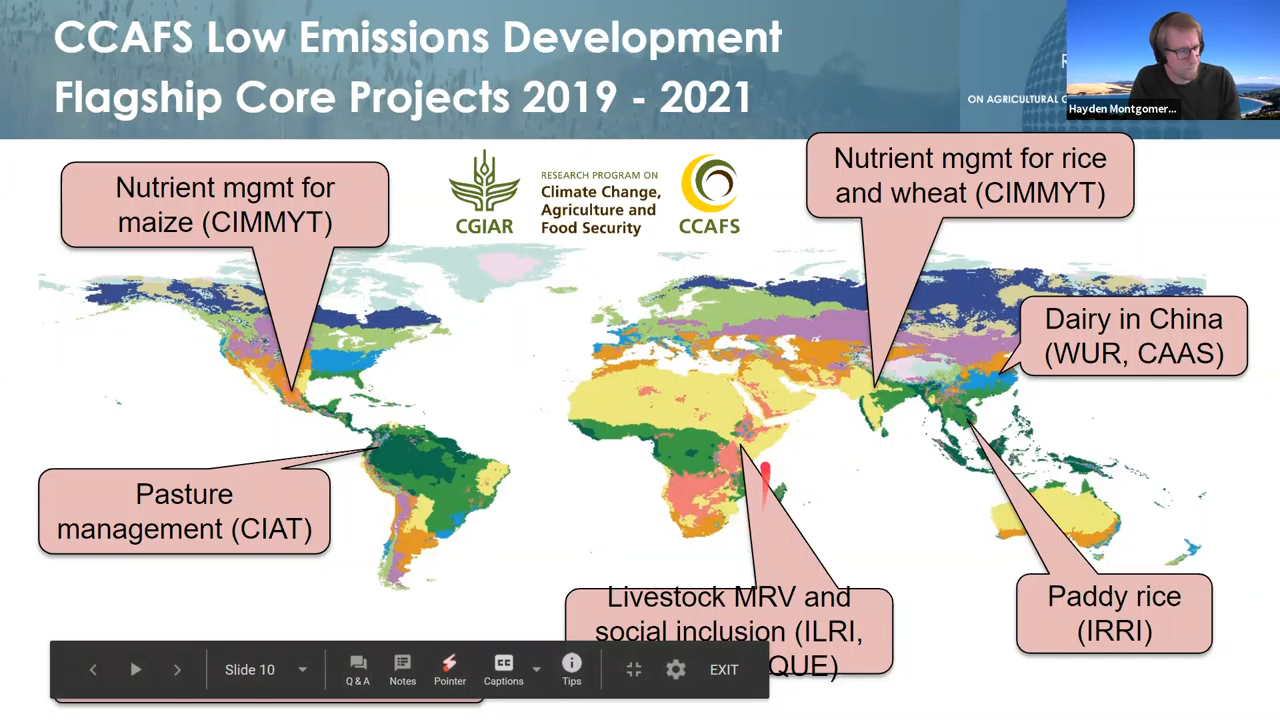 CCAFS Low Emissions Development
Flagship Core Projects 2019 - 2021
ON AGRICULTURAL
Hayden Montgomer...
Nutrient mgmt for
maize (CIMMYT)
CGIAR
RESEARCH PROGRAM ON
Climate Change,
Agriculture and
Food Security
CCAFS
Nutrient mgmt for rice
and wheat (CIMMYT)
Dairy in China
(WUR, CAAS)
Pasture
management (CIAT)
Livestock MRV and
social inclusion (ILRI,
QUE)
Paddy rice
(IRRI)
Slide 10
Q & A
Notes
Pointer
CC
Captions
Tips
EXIT